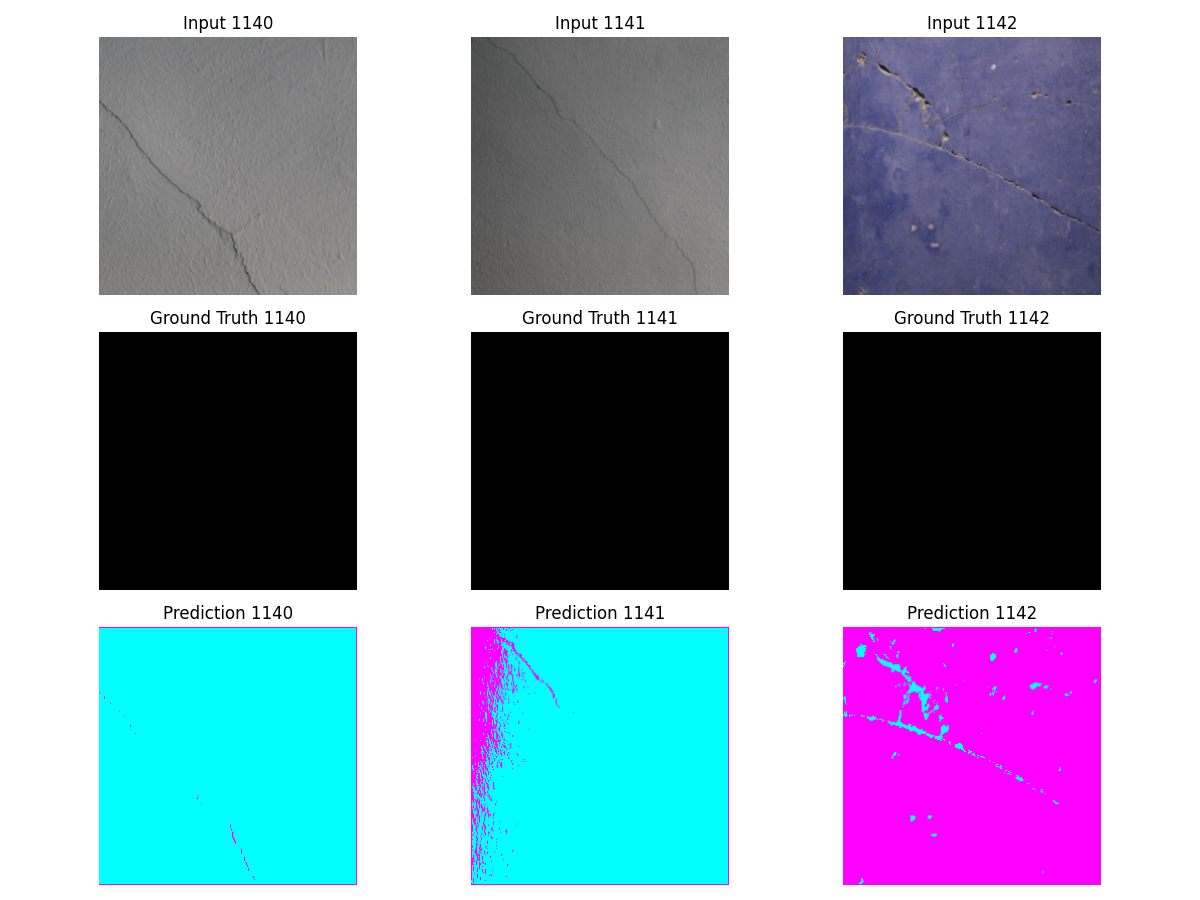 Input 1140
Input 1141
Input 1142
Ground Truth 1140
Ground Truth 1141
Ground Truth 1142
Prediction 1140
Prediction 1141
Prediction 1142